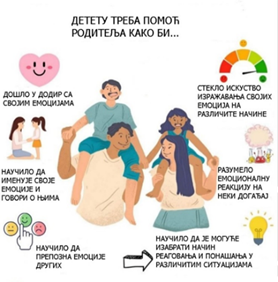 ДЕТЕТУ ТРЕБА ПОМОЋ
РОДИТЕЉА КАКО БИ...
ДОШЛО У ДОДИР СА
СВОЈИМ ЕМОЦИЈАМА
СТЕКЛО ИСКУСТВО
ИЗРАЖАВАЊА СВОЈИХ
ЕМОЦИЈА НА
РАЗЛИЧИТЕ НАЧИНЕ
НАУЧИЛО ДА
ИМЕНУЈЕ СВОЈЕ
ЕМОЦИЈЕ И
ГОВОРИ О ЊИМА
РАЗУМЕЛО
ЕМОЦИОНАЛНУ
РЕАКЦИЈУ НА
НЕКИ ДОГАЂАЈ
НАУЧИЛО ДА
ПРЕПОЗНА ЕМОЦИЈЕ
ДРУГИХ
НАУЧИЛО ДА ЈЕ МОГУЋЕ
ИЗАБРАТИ НАЧИН
РЕАГОВАЊА И ПОНАШАЊА У
РАЗЛИЧИТИМ СИТУАЦИЈАМА